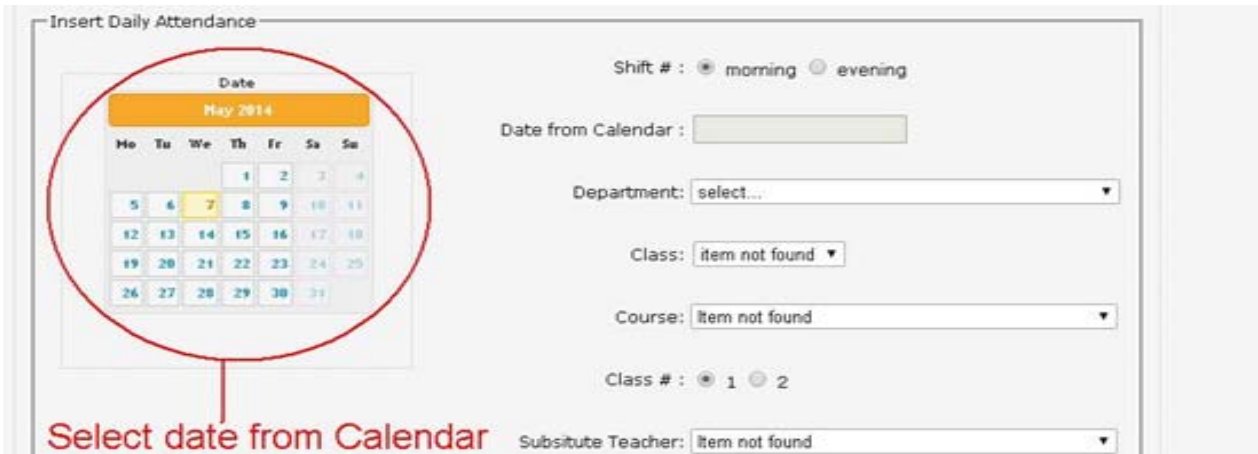 Insert Daily Attendance
Date
May 2014
Mo Tu We Th Fr Sa Su
1 2 3 4
5 6 7 8 9 10 11
12 13 14 15 16 17 18
19 20 21 22 23 24 25
26 27 28 29 30 31
Select date from Calendar
Shift # : morning evening
Date from Calendar :
Department: select...
Class: item not found
Course: Item not found
Class # : 1 2
Subsitute Teacher: Item not found